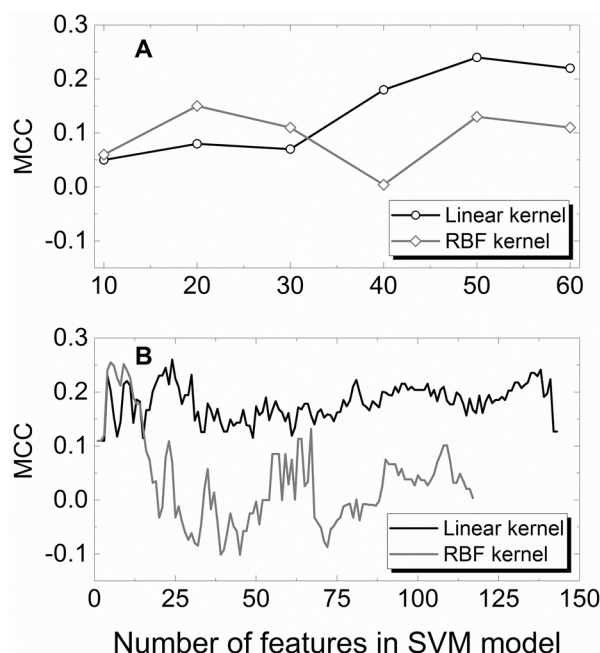 0.3
A
0.2
0.1
MCC
0.0
Linear kernel
-0.1
RBF kernel
10 20 30 40 50 60
0.3
B
0.2
0.1
MCC
0.0
Linear kernel
-0.1
RBF kernel
0 25 50 75 100 125 150
Number of features in SVM model